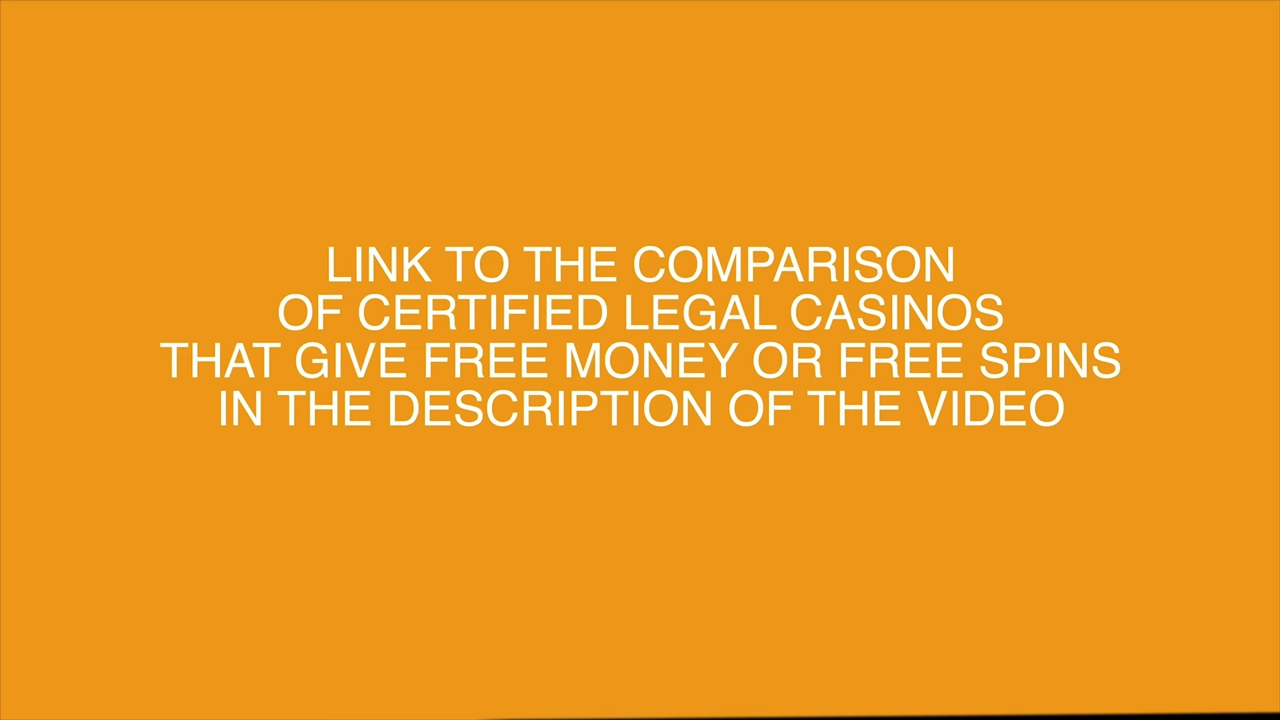 LINK TO THE COMPARISON
OF CERTIFIED LEGAL CASINOS
THAT GIVE FREE MONEY OR FREE SPINS
IN THE DESCRIPTION OF THE VIDEO